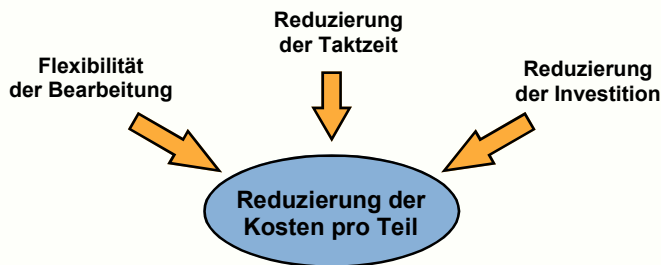 Reduzierung
der Taktzeit
Flexibilität
der Bearbeitung
Reduzierung
der Investition
Reduzierung der
Kosten pro Teil